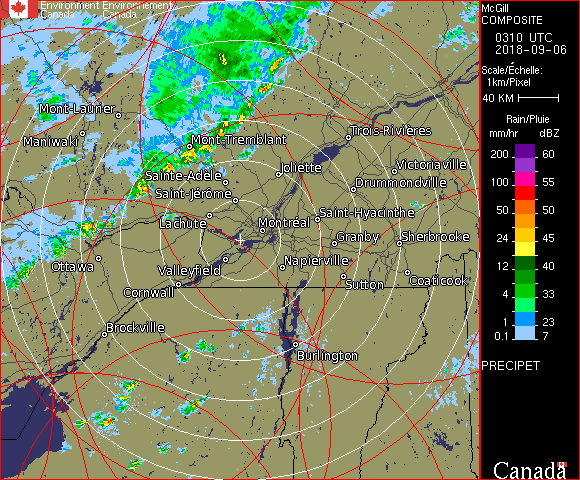 Environment Environnement
Canada Canada
McGill
COMPOSITE
0310 UTC
2018-09-06
Scale/Échelle:
1km/Pixel
40 KM
Rain/Pluie
mm/hr dBZ
200 60
100 55
50 50
24 45
12 40
4 33
1 23
0.1 7
PRECIPET
Canada
Mont-Laurier
Maniwaki
Mont-Tremblant
Trois-Rivières
Joliette
Victoriaville
Sainte-Adèle
Drummondville
Saint-Jérôme
Saint-Hyacinthe
Lachute
Montréal
Granby
Sherbrooke
Ottawa
Valleyfield
Napierville
Cornwall
Sutton
Coaticook
Brockville
Burlington